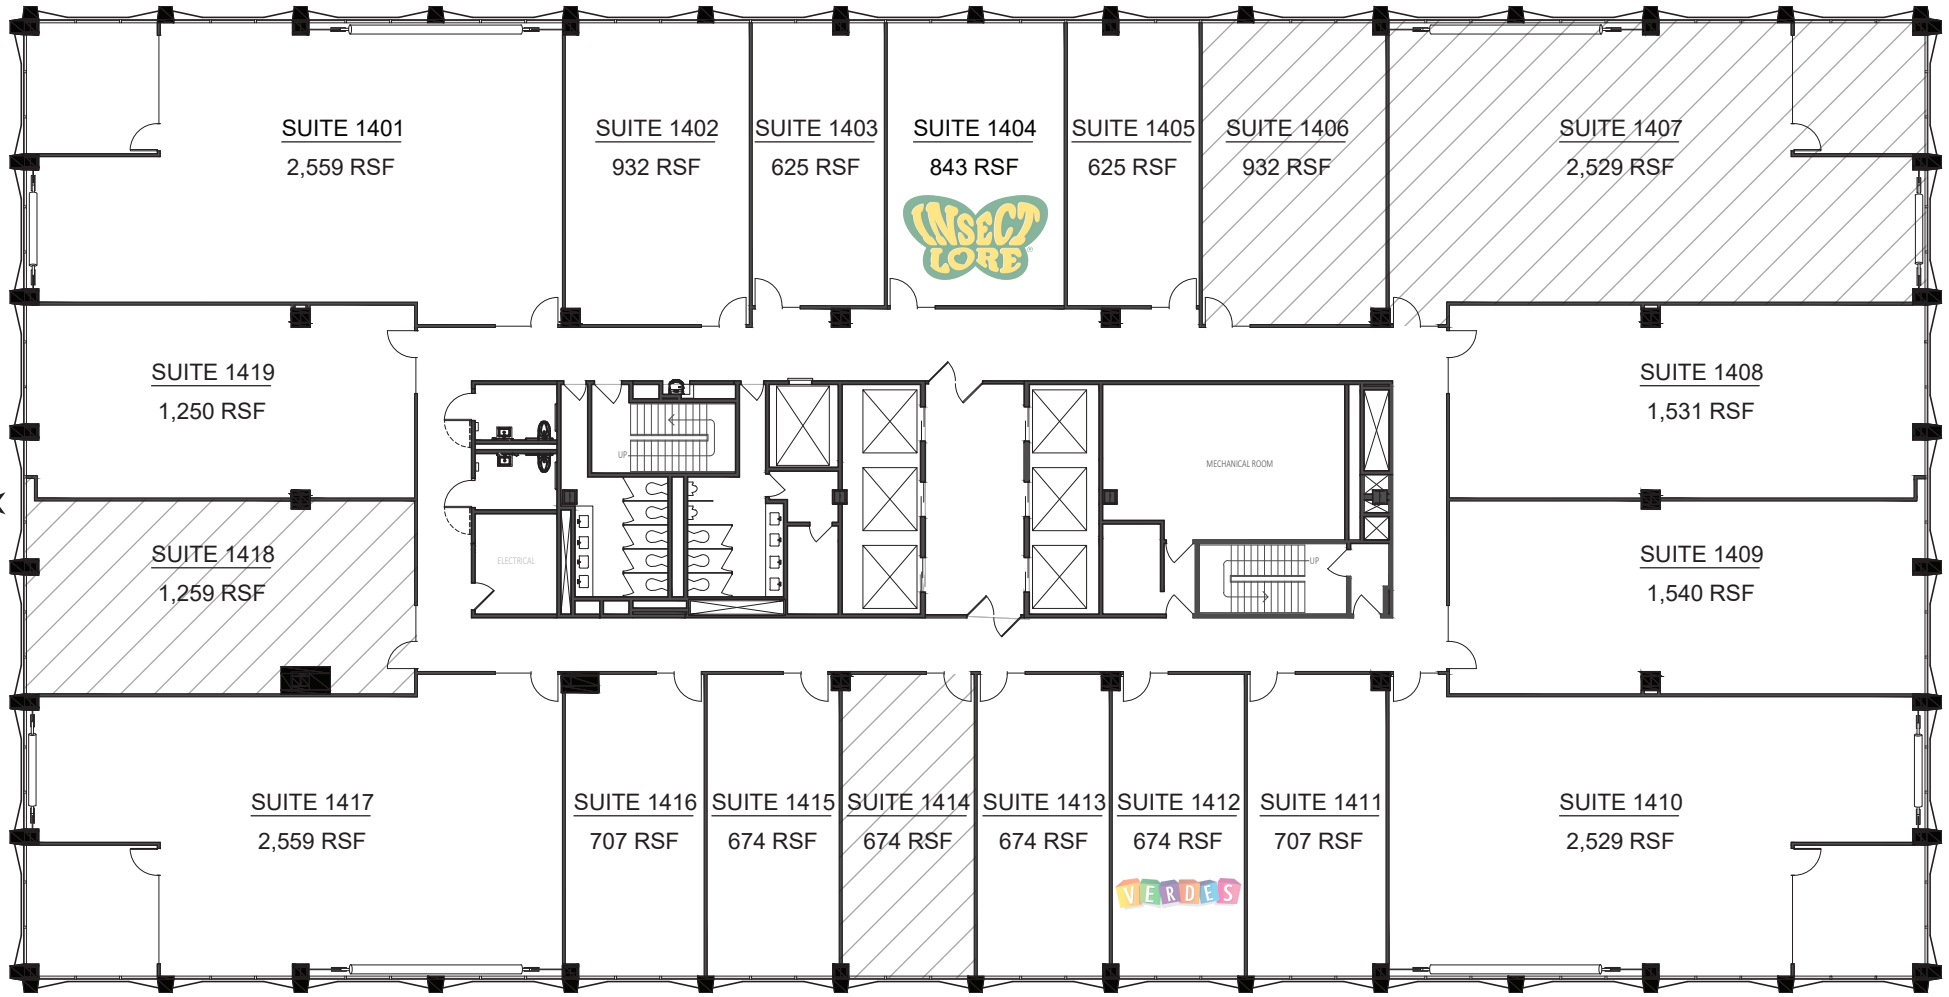 SUITE 1401
2,559 RSF
SUITE 1402
932 RSF
SUITE 1403
625 RSF
SUITE 1404
843 RSF
INSECT
LORE
SUITE 1405
625 RSF
SUITE 1406
932 RSF
SUITE 1407
2,529 RSF
SUITE 1419
1,250 RSF
SUITE 1408
1,531 RSF
UP
MECHANICAL ROOM
SUITE 1418
1,259 RSF
ELECTRICAL
UP
SUITE 1409
1,540 RSF
SUITE 1417
2,559 RSF
SUITE 1416
707 RSF
SUITE 1415
674 RSF
SUITE 1414
674 RSF
SUITE 1413
674 RSF
SUITE 1412
674 RSF
VERDES
SUITE 1411
707 RSF
SUITE 1410
2,529 RSF